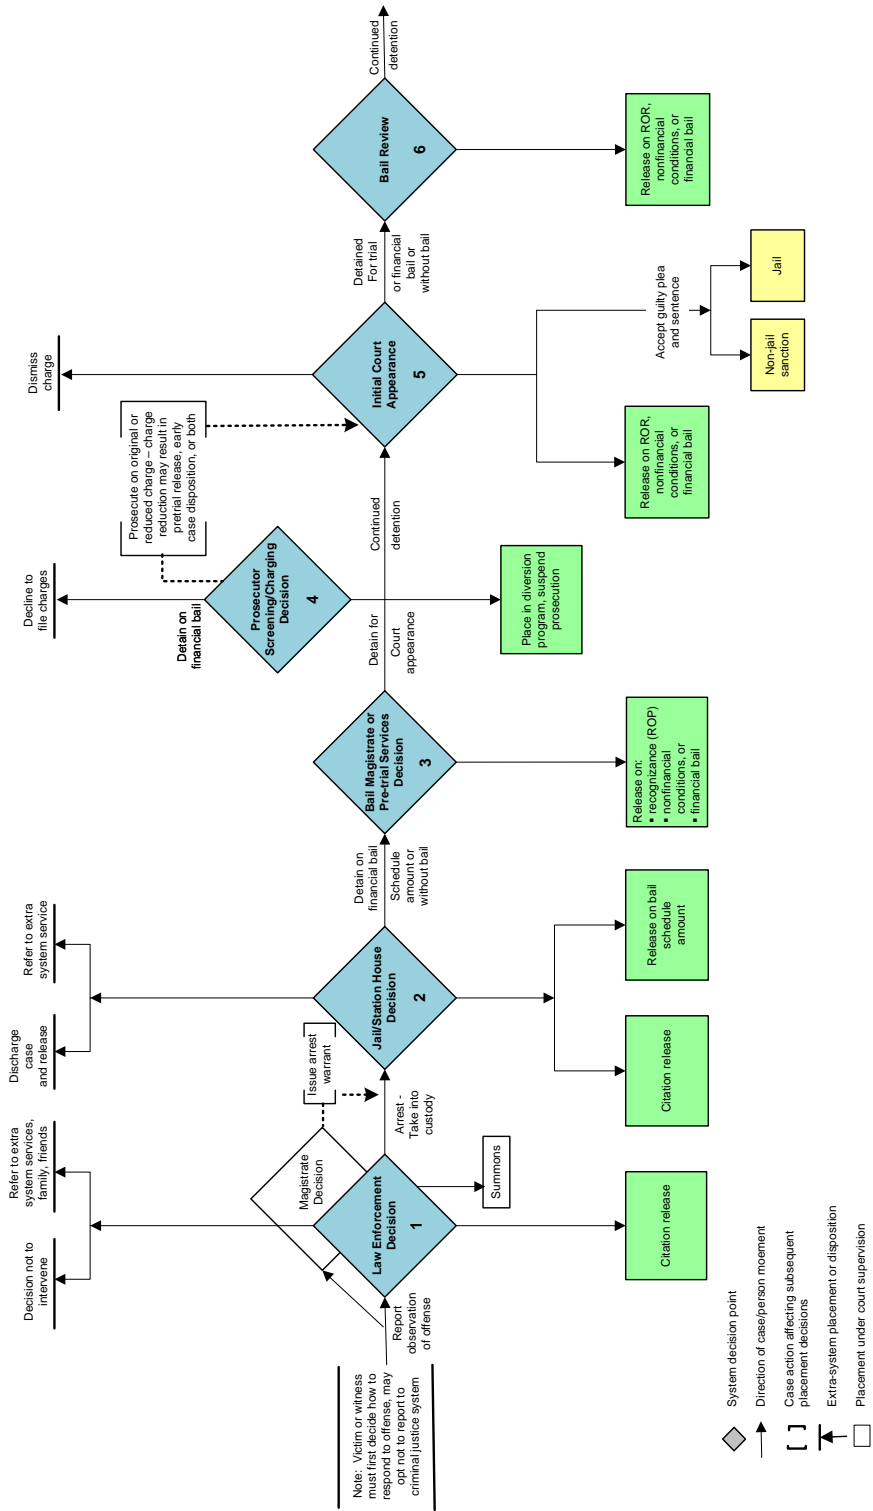 Note:  Victim or witness
must first decide how to
respond to offense, may
opt not to report to
criminal justice system
Report
observation
of offense
Decision not to
intervene
Refer to extra
system services,
family, friends
Magistrate
Decision
Law Enforcement
Decision
1
Summons
Citation release
Issue arrest
warrant
Arrest -
Take into
custody
Discharge
case
and release
Refer to extra
system service
Jail/Station House
Decision
2
Citation release
Release on bail
schedule
amount
Detain on
financial bail
Schedule
amount or
without bail
Bail Magistrate or
Pre-trial Services
Decision
3
Release on:
▪ recognizance (ROP)
▪ nonfinancial
conditions, or
▪ financial bail
Detain for
Court
appearance
Decline to
file charges
Detain on
financial bail
Prosecutor
Screening/Charging
Decision
4
Place in diversion
program, suspend
prosecution
Prosecute on original or
reduced charge – charge
reduction may result in
pretrial release, early
case disposition, or both
Continued
detention
Dismiss
charge
Initial Court
Appearance
5
Release on ROR,
nonfinancial
conditions, or
financial bail
Accept guilty plea
and sentence
Non-jail
sanction
Jail
Detained
For trial
or financial
bail or
without bail
Bail Review
6
Release on ROR,
nonfinancial
conditions, or
financial bail
Continued
detention
System decision point
Direction of case/person moement
Case action affecting subsequent
placement decisions
Extra-system placement or disposition
Placement under court supervision